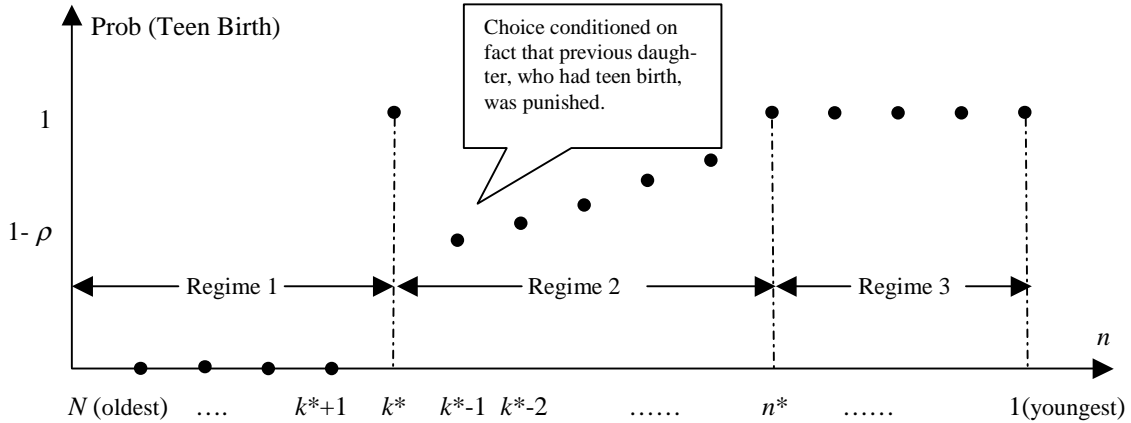 Prob (Teen Birth)
Choice conditioned on
fact that previous daugh-
ter, who had teen birth,
was punished.
1
1- ρ
Regime 1
Regime 2
Regime 3
n
N (oldest) …. k*+1 k* k*-1 k*-2 …… n* …… 1(youngest)